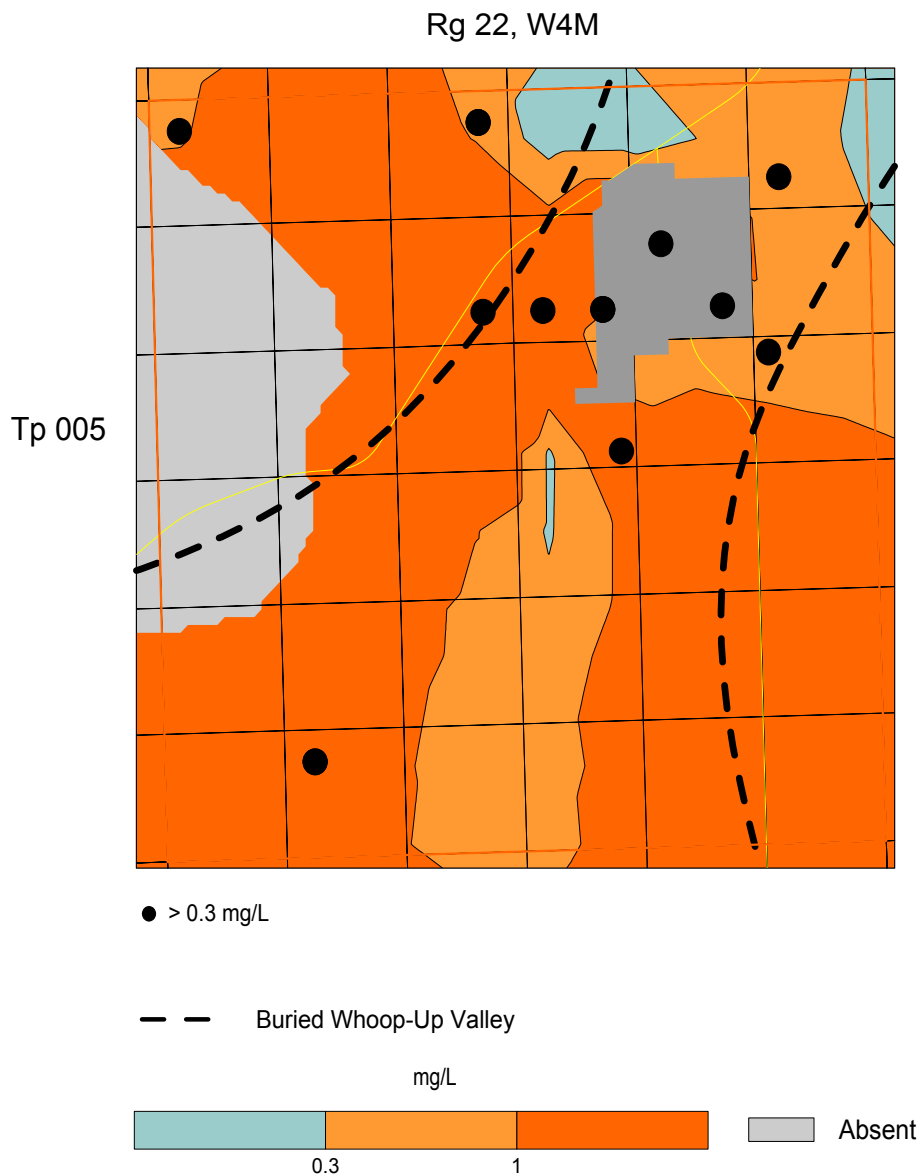 Rg 22, W4M
Tp 005
> 0.3 mg/L
Buried Whoop-Up Valley
mg/L
Absent
0.3 1